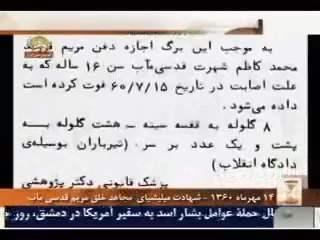 به موجب این برگ اجازه دفن مریم
محمد کاظم شهرت قدسی‌مآب سن ۱۶ ساله که به
علت اصابت در تاریخ ۶۰/۷/۱۵ فوت کرده است
داده می‌شود.
۸ گلوله به قفسه سینه – هشت گلوله به
پشت و یک عدد بر سر (تیرباران بوسیله‌ی
دادگاه انقلاب)
پزشک قانونی دکتر پژوهشی
۱۴ مهرماه ۱۳۶۰ - شهادت میلیشیای مجاهد خلق مریم قدسی مآب
حمله عوامل بشار اسد به سفیر آمریکا در دمشق، روز